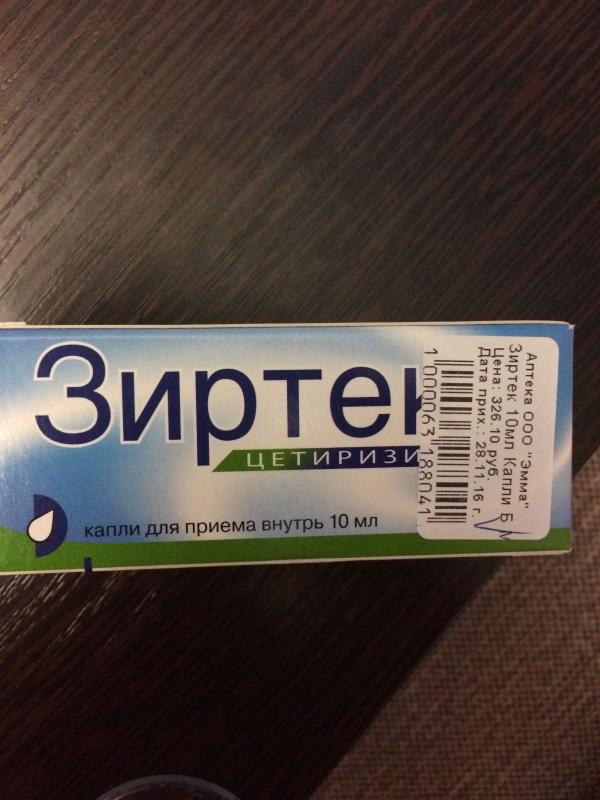 Зиртек
ЦЕТИРИЗИ
капли для приема внутрь 10 мл
Аптека ООО "Эмма"
Зиртек 10мл Капли Б
Цена: 326.10 руб.
Дата прих.: 28.11.16 г.
1 000063 188041